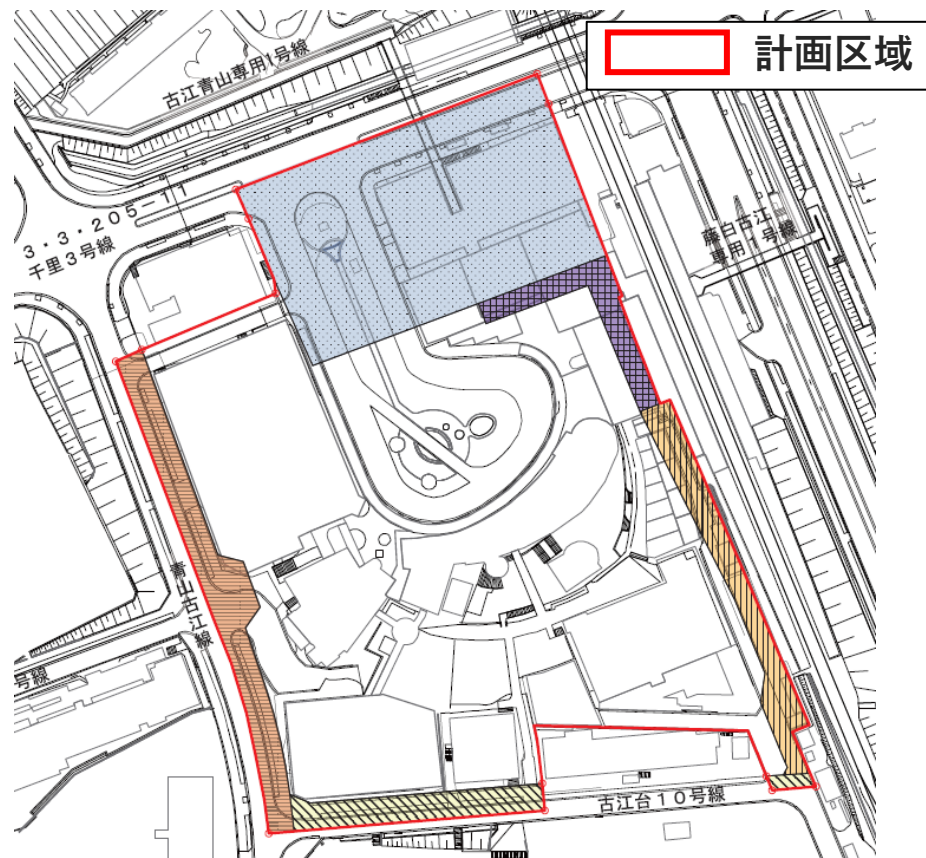 計画区域
古江青山専用1号線
3・3・205-11
千里3号線
藤白古江
専用1号線
青山古江線
号線
古江台10号線